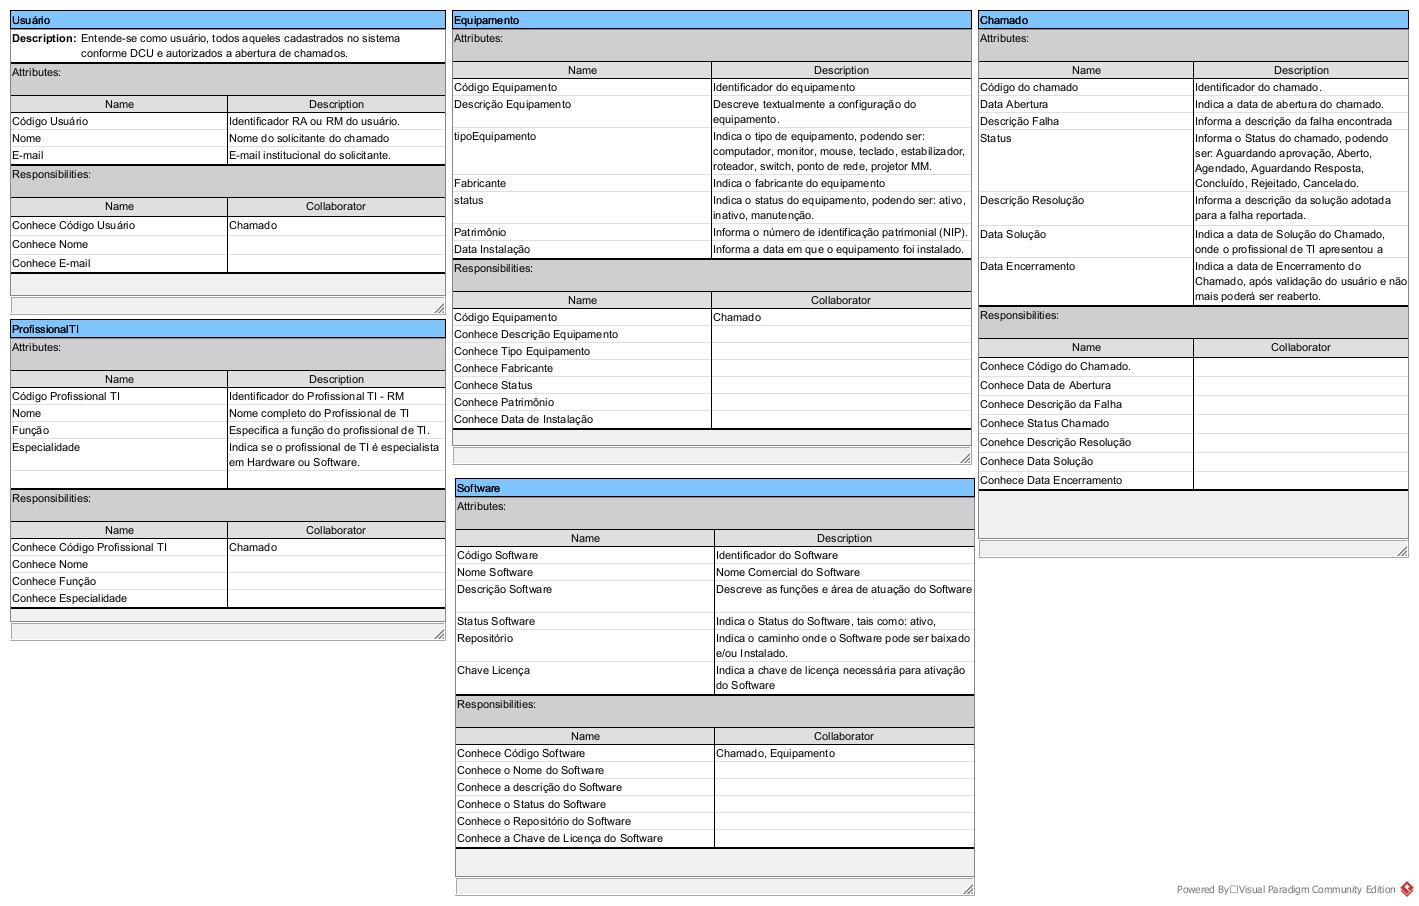 Usuário
Description: Entende-se como usuário, todos aqueles cadastrados no sistema
conforme DCU e autorizados a abertura de chamados.
Attributes:
Name Description
Código Usuário Identificador RA ou RM do usuário.
Nome Nome do solicitante do chamado
E-mail E-mail institucional do solicitante.
Responsibilities:
Name Collaborator
Conhece Código Usuário Chamado
Conhece Nome
Conhece E-mail
ProfissionalTI
Attributes:
Name Description
Código Profissional TI Identificador do Profissional TI - RM
Nome Nome completo do Profissional de TI
Função Especifica a função do profissional de TI.
Especialidade Indica se o profissional de TI é especialista
em Hardware ou Software.
Responsibilities:
Name Collaborator
Conhece Código Profissional TI Chamado
Conhece Nome
Conhece Função
Conhece Especialidade
Equipamento
Attributes:
Name Description
Código Equipamento Identificador do equipamento
Descrição Equipamento Descreve textualmente a configuração do
equipamento.
tipoEquipamento Indica o tipo de equipamento, podendo ser:
computador, monitor, mouse, teclado, estabilizador,
roteador, switch, ponto de rede, projetor MM.
Fabricante Indica o fabricante do equipamento
status Indica o status do equipamento, podendo ser: ativo,
inativo, manutenção.
Patrimônio Informa o número de identificação patrimonial (NIP).
Data Instalação Informa a data em que o equipamento foi instalado.
Responsibilities:
Name Collaborator
Código Equipamento Chamado
Conhece Descrição Equipamento
Conhece Tipo Equipamento
Conhece Fabricante
Conhece Status
Conhece Patrimônio
Conhece Data de Instalação
Software
Attributes:
Name Description
Código Software Identificador do Software
Nome Software Nome Comercial do Software
Descrição Software Descreve as funções e área de atuação do Software
Status Software Indica o Status do Software, tais como: ativo,
Repositório Indica o caminho onde o Software pode ser baixado
e/ou Instalado.
Chave Licença Indica a chave de licença necessária para ativação
do Software
Responsibilities:
Name Collaborator
Conhece Código Software Chamado, Equipamento
Conhece o Nome do Software
Conhece a descrição do Software
Conhece o Status do Software
Conhece o Repositório do Software
Conhece a Chave de Licença do Software
Chamado
Attributes:
Name Description
Código do chamado Identificador do chamado.
Data Abertura Indica a data de abertura do chamado.
Descrição Falha Informa a descrição da falha encontrada
Status Informa o Status do chamado, podendo
ser: Aguardando aprovação, Aberto,
Agendado, Aguardando Resposta,
Concluído, Rejeitado, Cancelado.
Descrição Resolução Informa a descrição da solução adotada
para a falha reportada.
Data Solução Indica a data de Solução do Chamado,
onde o profissional de TI apresentou a
Data Encerramento Indica a data de Encerramento do
Chamado, após validação do usuário e não
mais poderá ser reaberto.
Responsibilities:
Name Collaborator
Conhece Código do Chamado.
Conhece Data de Abertura
Conhece Descrição da Falha
Conhece Status Chamado
Conehce Descrição Resolução
Conhece Data Solução
Conhece Data Encerramento
Powered By□Visual Paradigm Community Edition